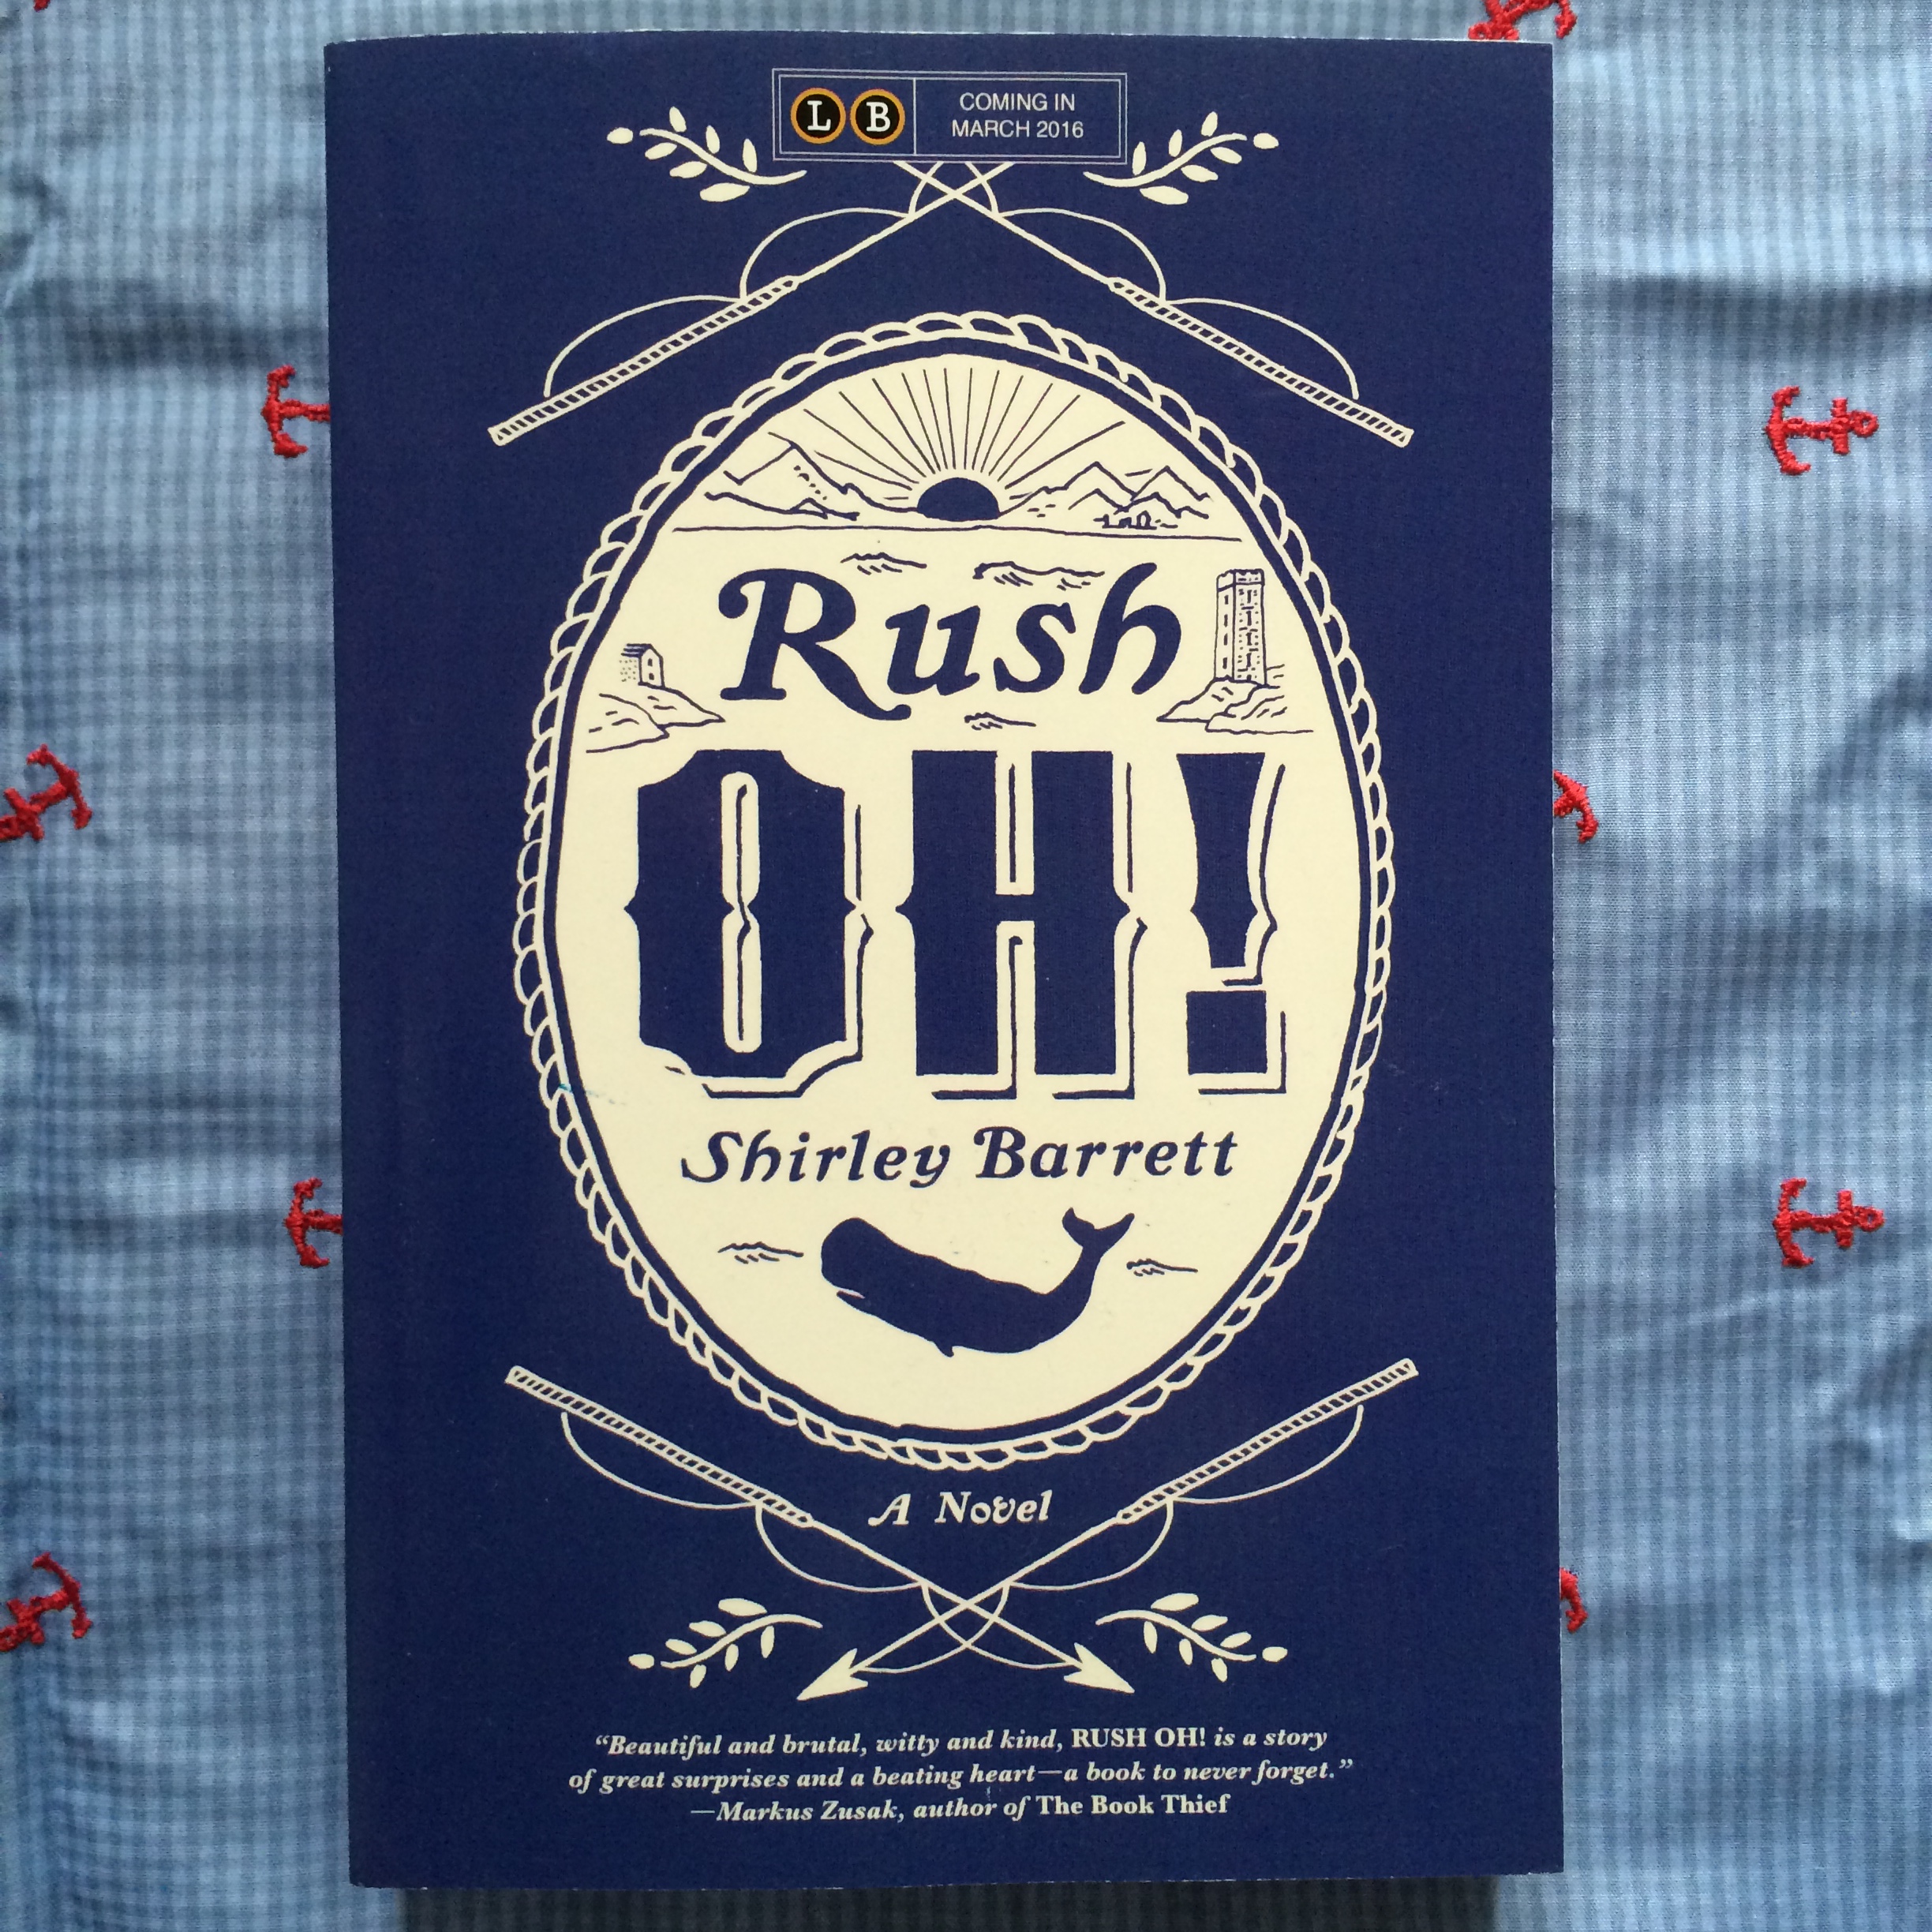 L B
COMING IN
MARCH 2016
Rush
OH!
Shirley Barrett
A Novel
“Beautiful and brutal, witty and kind, RUSH OH! is a story
of great surprises and a beating heart—a book to never forget.”
—Markus Zusak, author of The Book Thief